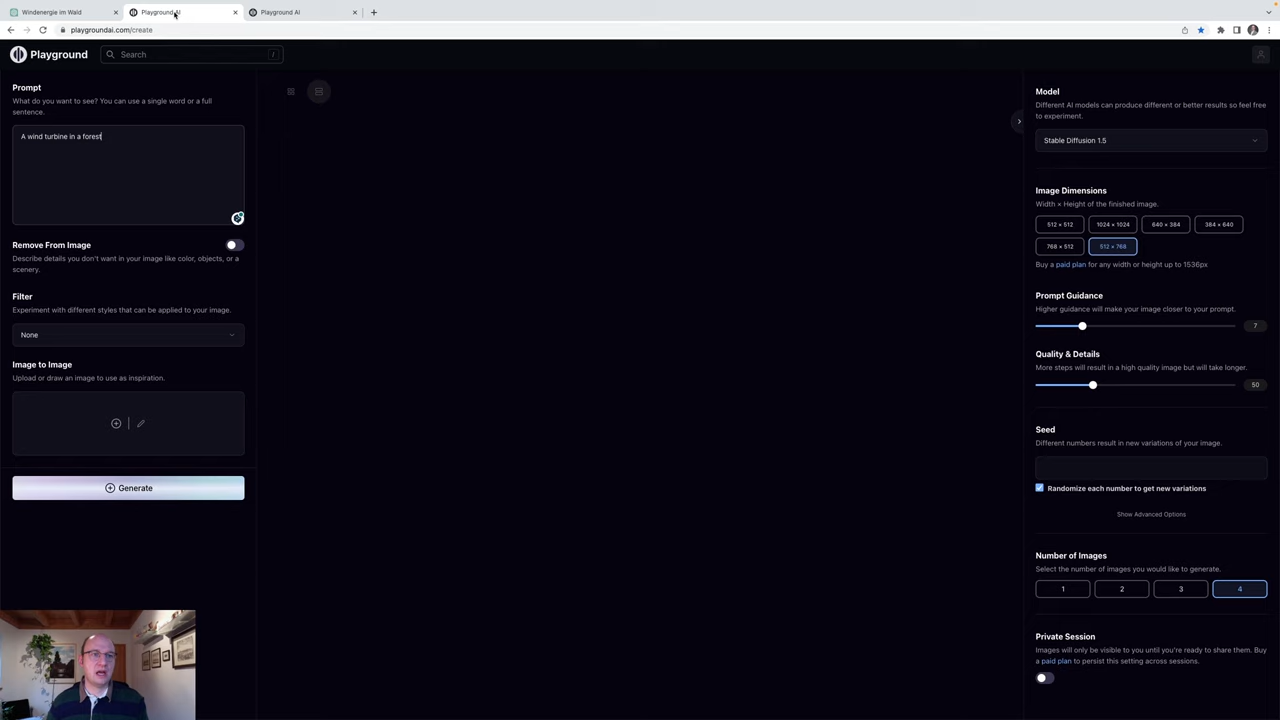 Windenergie im Wald
Playground AI
Playground AI
playgroundai.com/create
Playground
Search
/
Prompt
What do you want to see? You can use a single word or a full
sentence.
A wind turbine in a forest
Remove From Image
Describe details you don't want in your image like color, objects, or a
scenery.
Filter
Experiment with different styles that can be applied to your image.
None
Image to Image
Upload or draw an image to use as inspiration.
Generate
Model
Different AI models can produce different or better results so feel free
to experiment.
Stable Diffusion 1.5
Image Dimensions
Width × Height of the finished image.
512 × 512
1024 × 1024
640 × 384
384 × 640
768 × 512
512 × 768
Buy a paid plan for any width or height up to 1536px
Prompt Guidance
Higher guidance will make your image closer to your prompt.
7
Quality & Details
More steps will result in a high quality image but will take longer.
50
Seed
Different numbers result in new variations of your image.
Randomize each number to get new variations
Show Advanced Options
Number of Images
Select the number of images you would like to generate.
1
2
3
4
Private Session
Images will only be visible to you until you're ready to share them. Buy
a paid plan to persist this setting across sessions.